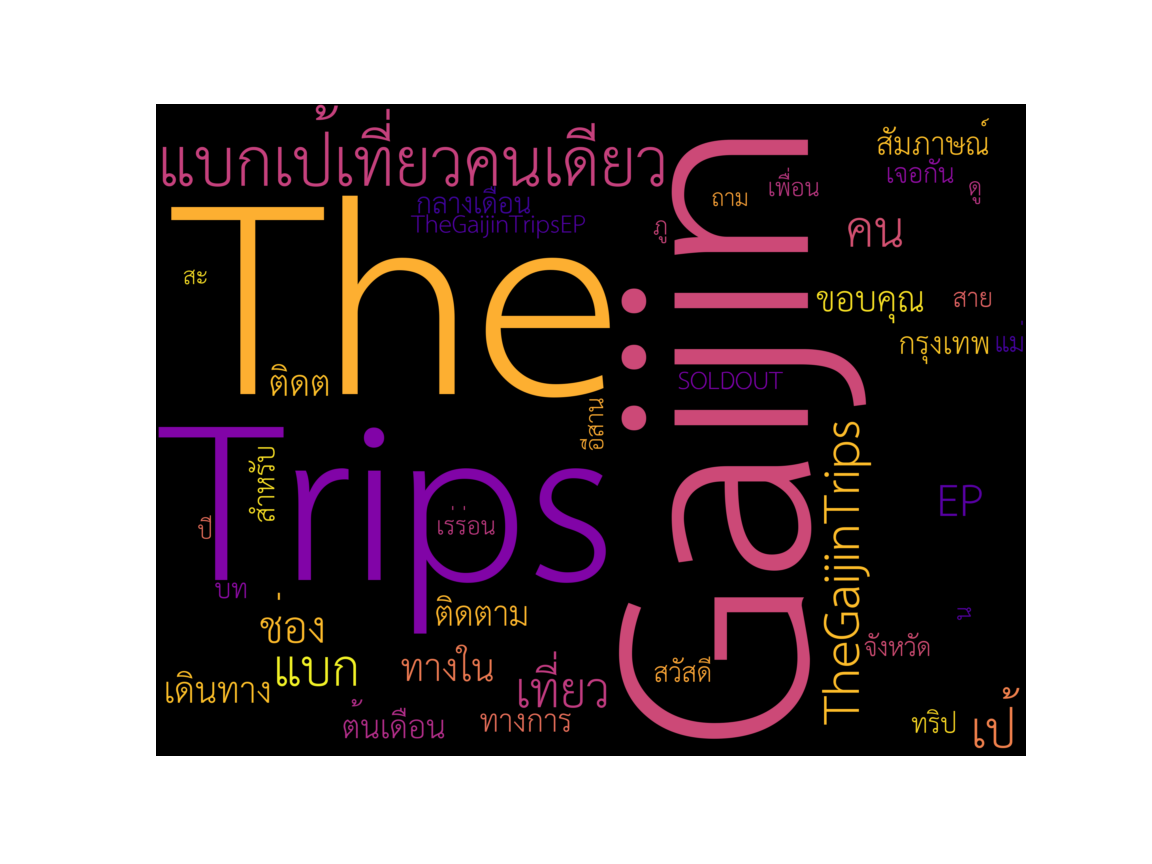 แบกเป้เที่ยวคนเดียว
สัมภาษณ์
เจอกัน
ดู
เพื่อน
ถาม
กลางเดือน
TheGaijinTripsEP
ภู
คน
The
Gaijin
สะ
ขอบคุณ
สาย
กรุงเทพ
แม่
ติดต
SOLDOUT
อีสาน
Trips
สำหรับ
TheGaijinTrips
EP
ปี
เร่ร่อน
บท
ช่อง
ติดตาม
แบก
ทางใน
สวัสดี
จังหวัด
เดินทาง
เที่ยว
ต้นเดือน
ทางการ
ทริป
เป้